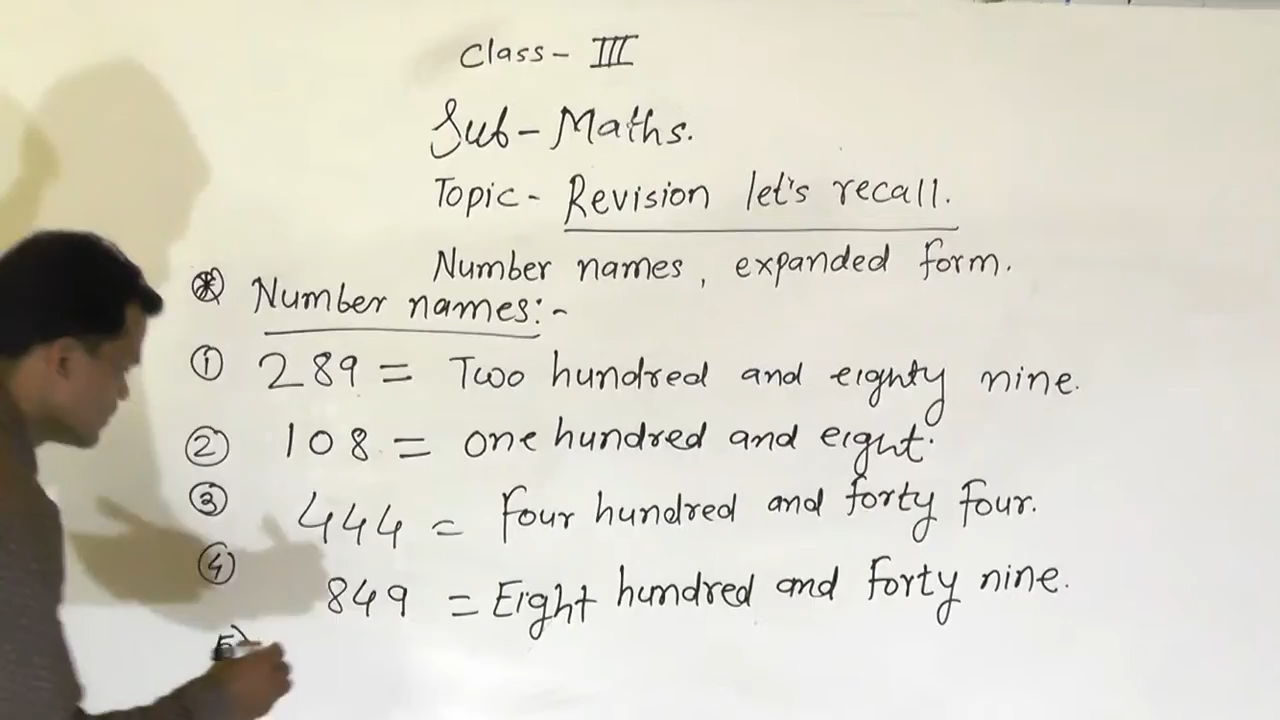 Class - III
Sub - Maths.
Topic - Revision let's recall.
Number names, expanded form.
* Number names:-
① 289 = Two hundred and eighty nine.
② 108 = one hundred and eight.
③ 444 = Four hundred and forty four.
④ 849 = Eight hundred and forty nine.